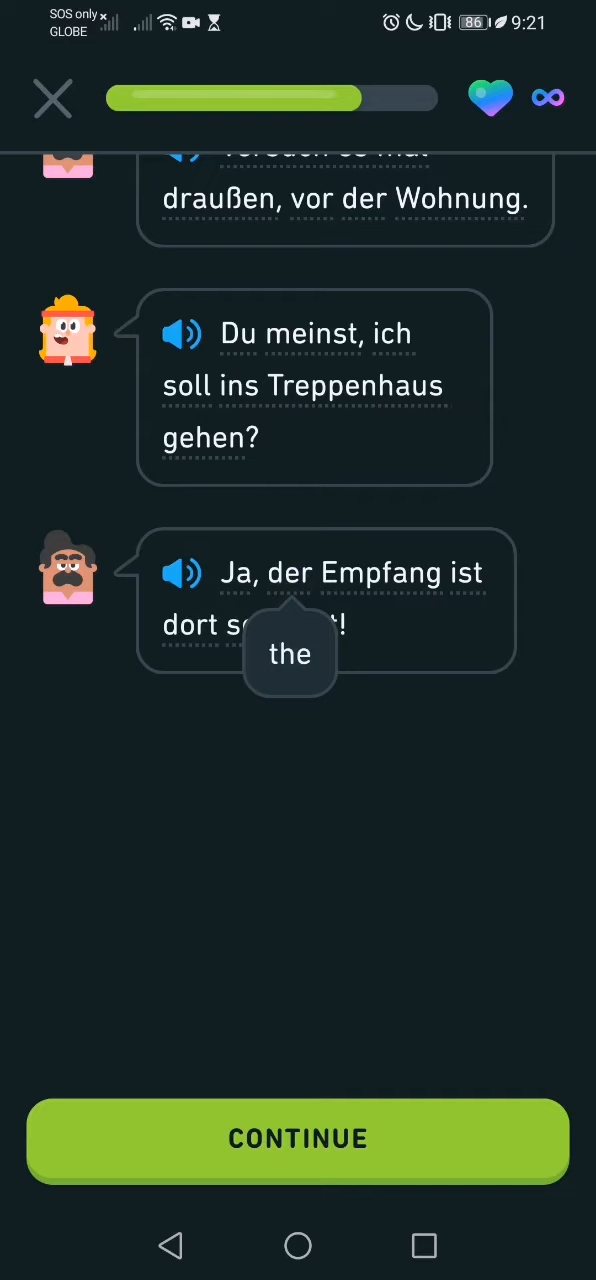 SOS only
GLOBE
86
9:21
draußen, vor der Wohnung.
Du meinst, ich
soll ins Treppenhaus
gehen?
Ja, der Empfang ist
dort
the
CONTINUE